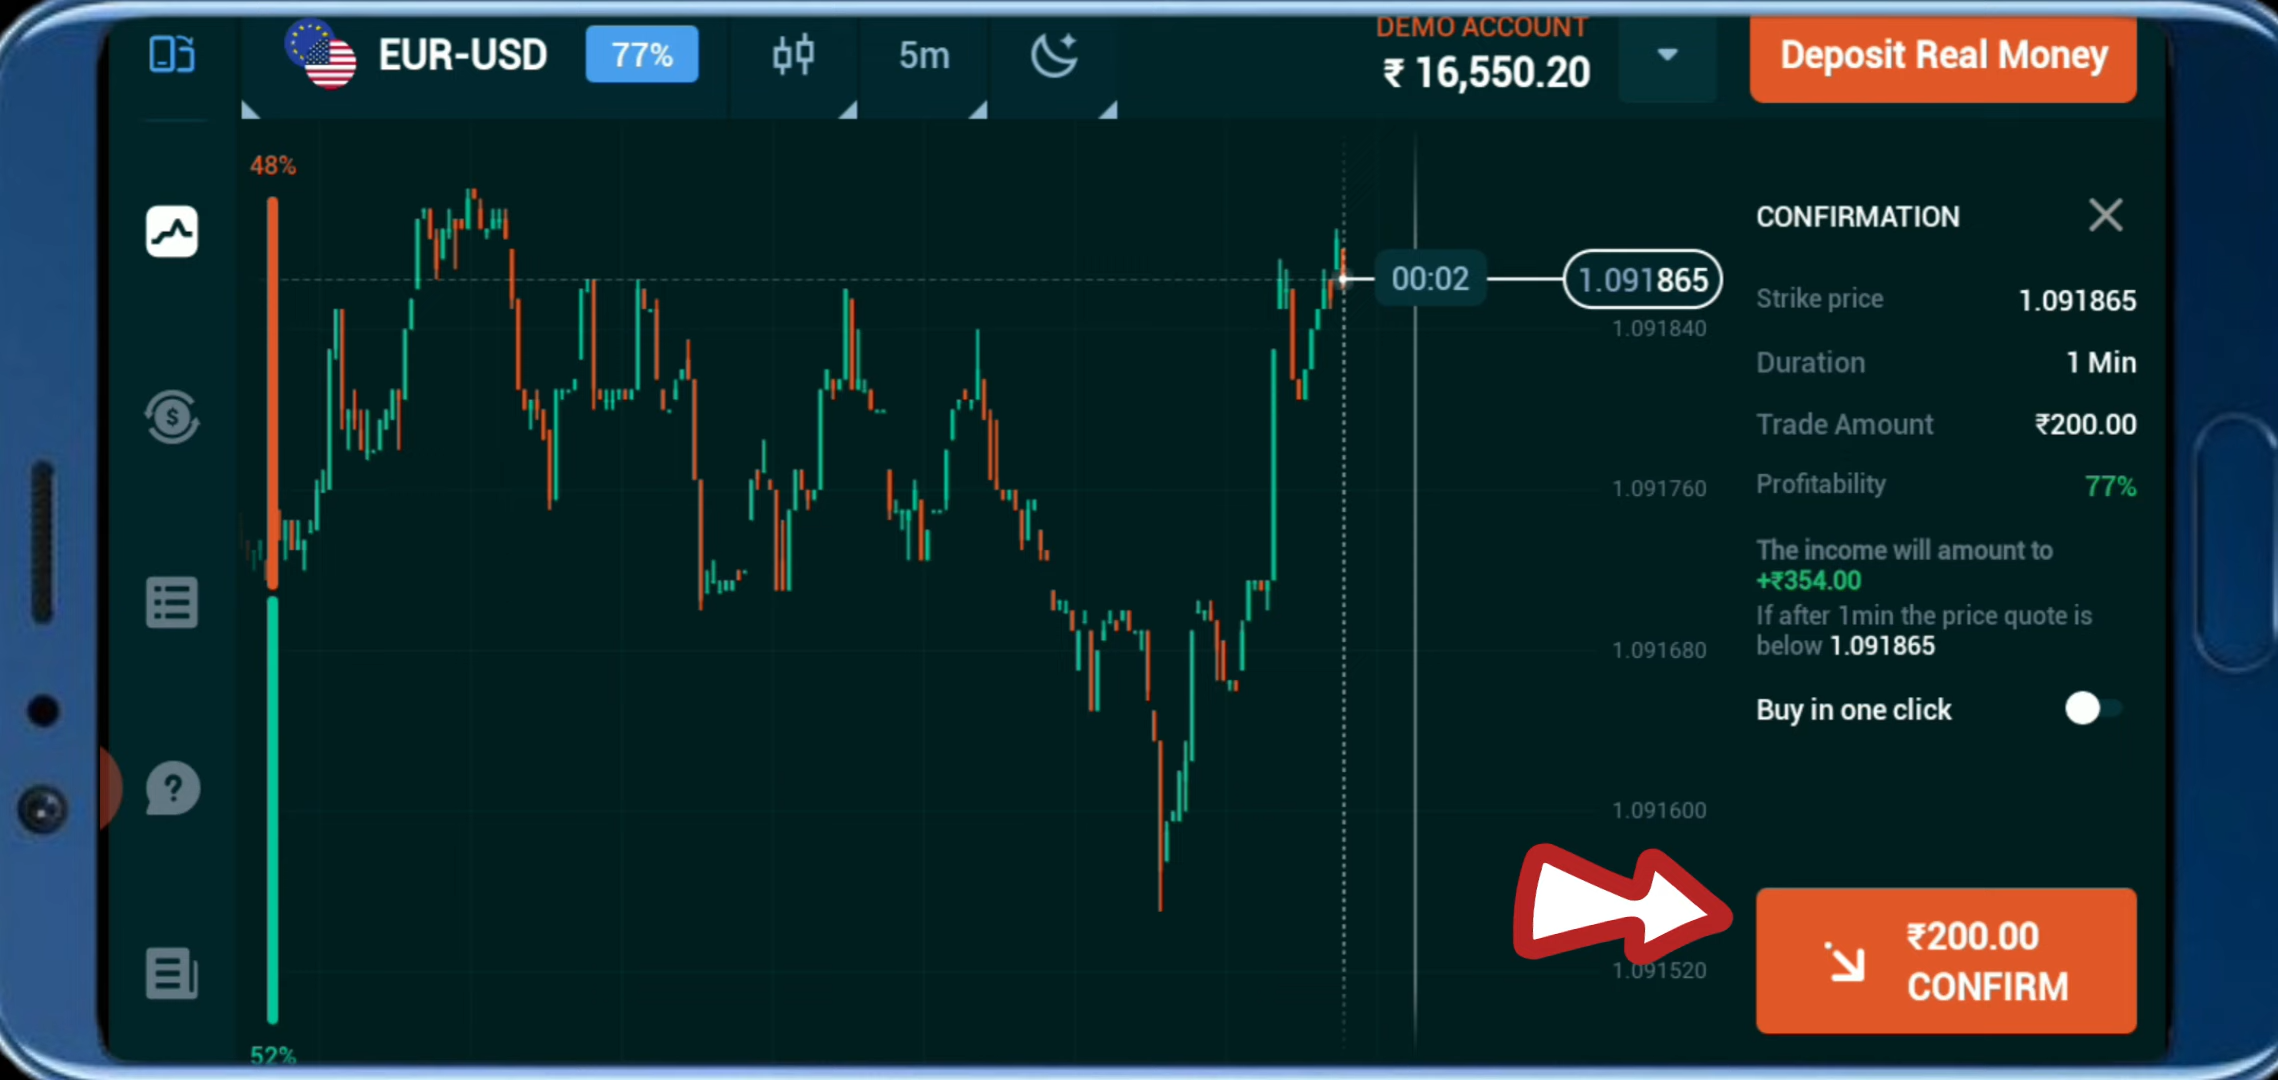 EUR-USD
77%
5m
DEMO ACCOUNT
₹ 16,550.20
Deposit Real Money
48%
00:02
1.091865
1.091840
1.091760
1.091680
1.091600
1.091520
52%
CONFIRMATION
Strike price 1.091865
Duration 1 Min
Trade Amount ₹200.00
Profitability 77%
The income will amount to
+₹354.00
If after 1min the price quote is
below 1.091865
Buy in one click
₹200.00
CONFIRM